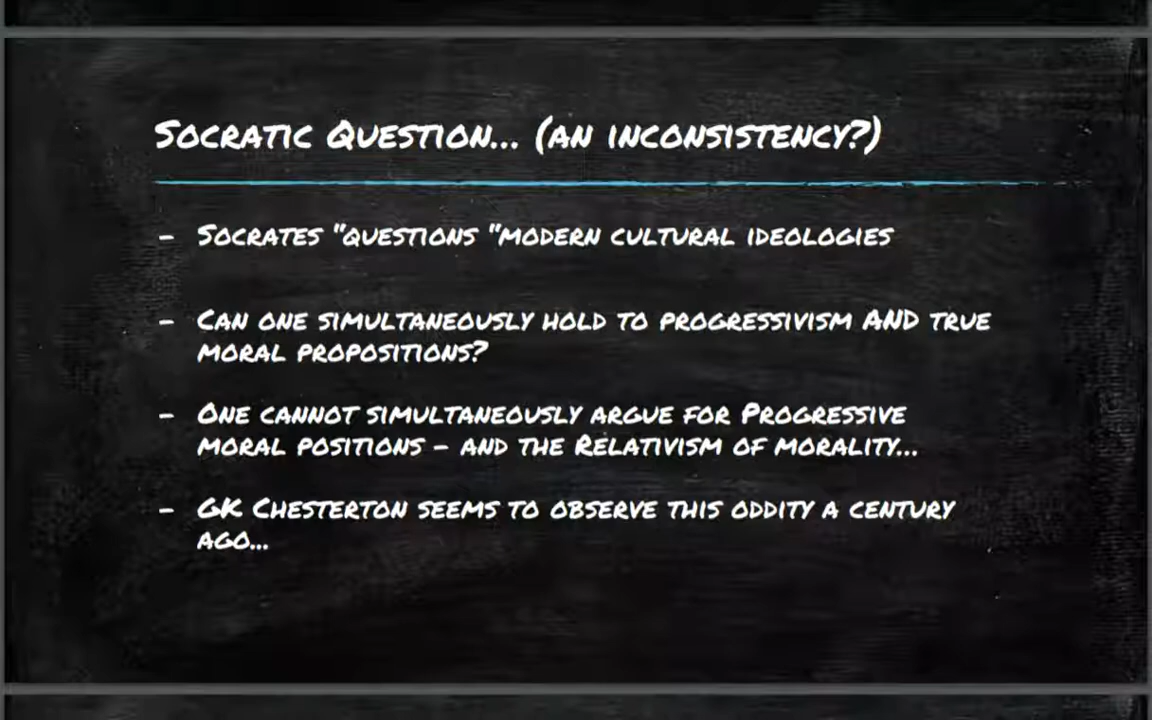 Socratic Question... (an inconsistency?)
- Socrates "questions "modern cultural ideologies
- Can one simultaneously hold to progressivism AND true
moral propositions?
- One cannot simultaneously argue for Progressive
moral positions – and the Relativism of morality...
- GK Chesterton seems to observe this oddity a century
ago...